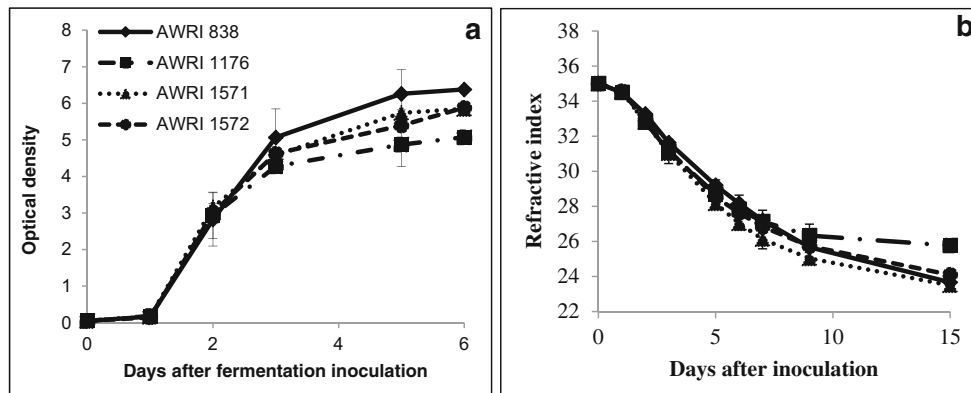 a
8
7
6
5
4
3
2
1
0
Optical density
AWRI 838
AWRI 1176
AWRI 1571
AWRI 1572
0 2 4 6
Days after fermentation inoculation
b
38
36
34
32
30
28
26
24
22
Refractive index
0 5 10 15
Days after inoculation